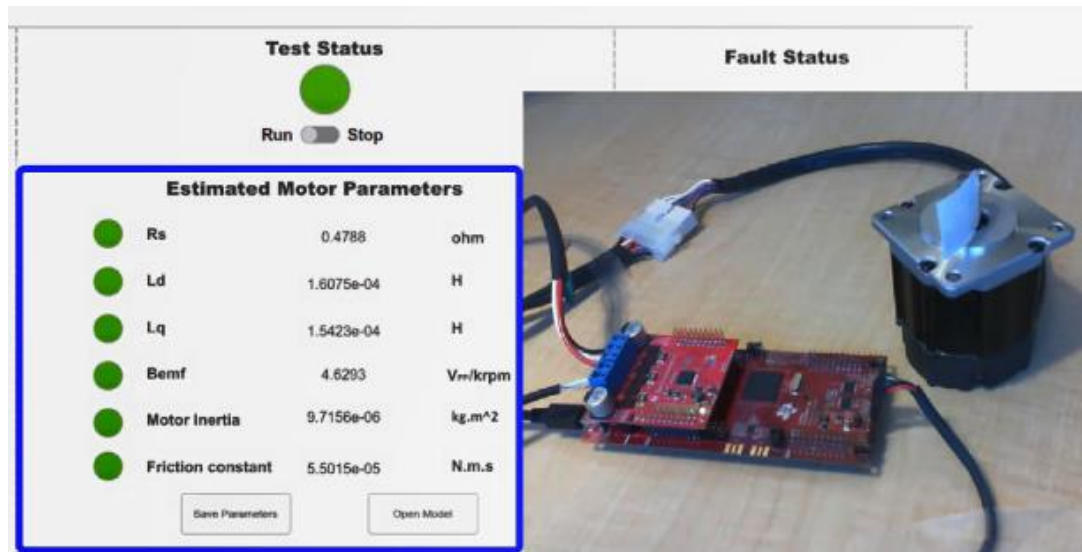 Test Status
Fault Status
Run Stop
Estimated Motor Parameters
Rs 0.4788 ohm
Ld 1.6075e-04 H
Lq 1.5423e-04 H
Bemf 4.6293 Vrm/krpm
Motor Inertia 9.7156e-06 kg.m^2
Friction constant 5.5015e-05 N.m.s
Save Parameters Open Model